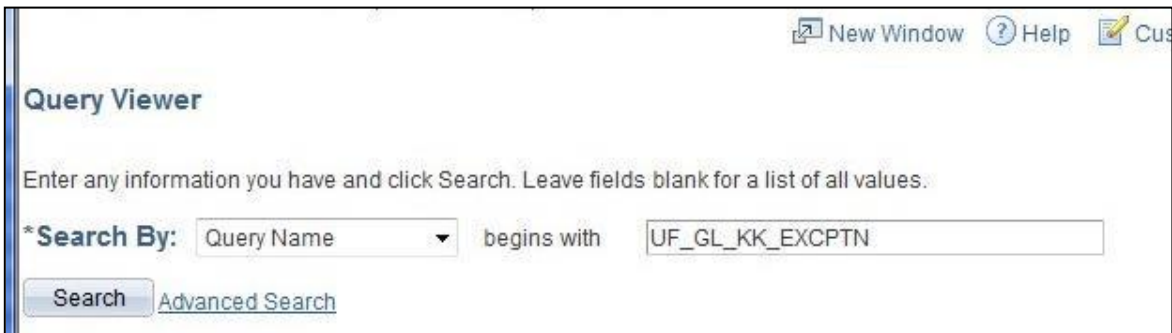 New Window Help Cus
Query Viewer
Enter any information you have and click Search. Leave fields blank for a list of all values.
*Search By: Query Name begins with UF_GL_KK_EXCPTN
Search Advanced Search